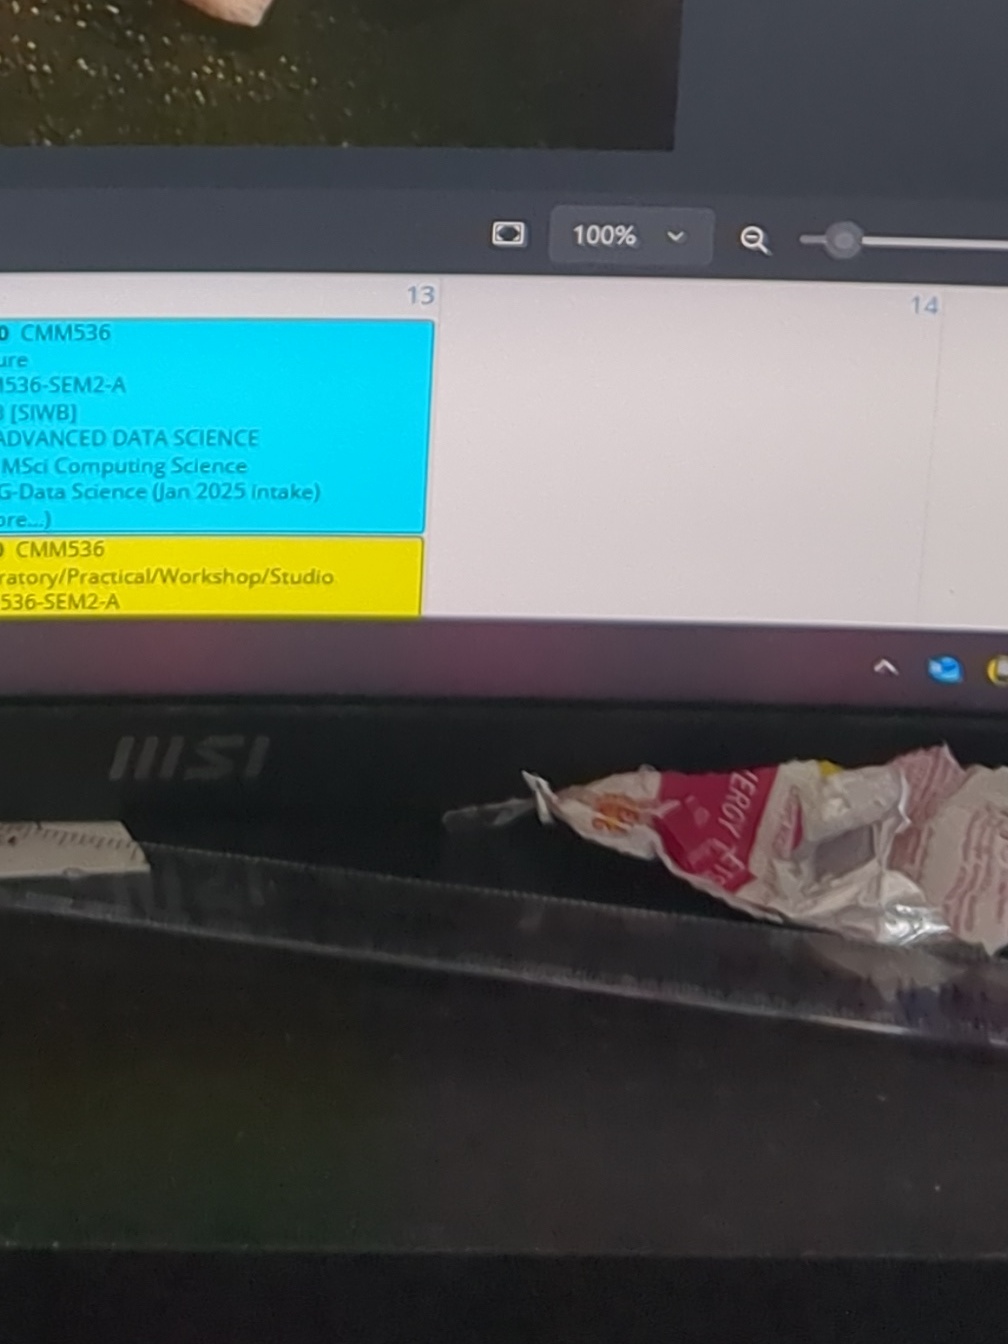 100%
13
14
CMM536
ure
536-SEM2-A
[SIWB]
ADVANCED DATA SCIENCE
MSci Computing Science
G-Data Science (Jan 2025 intake)
ore...)
CMM536
ratory/Practical/Workshop/Studio
536-SEM2-A
msi
ERGY